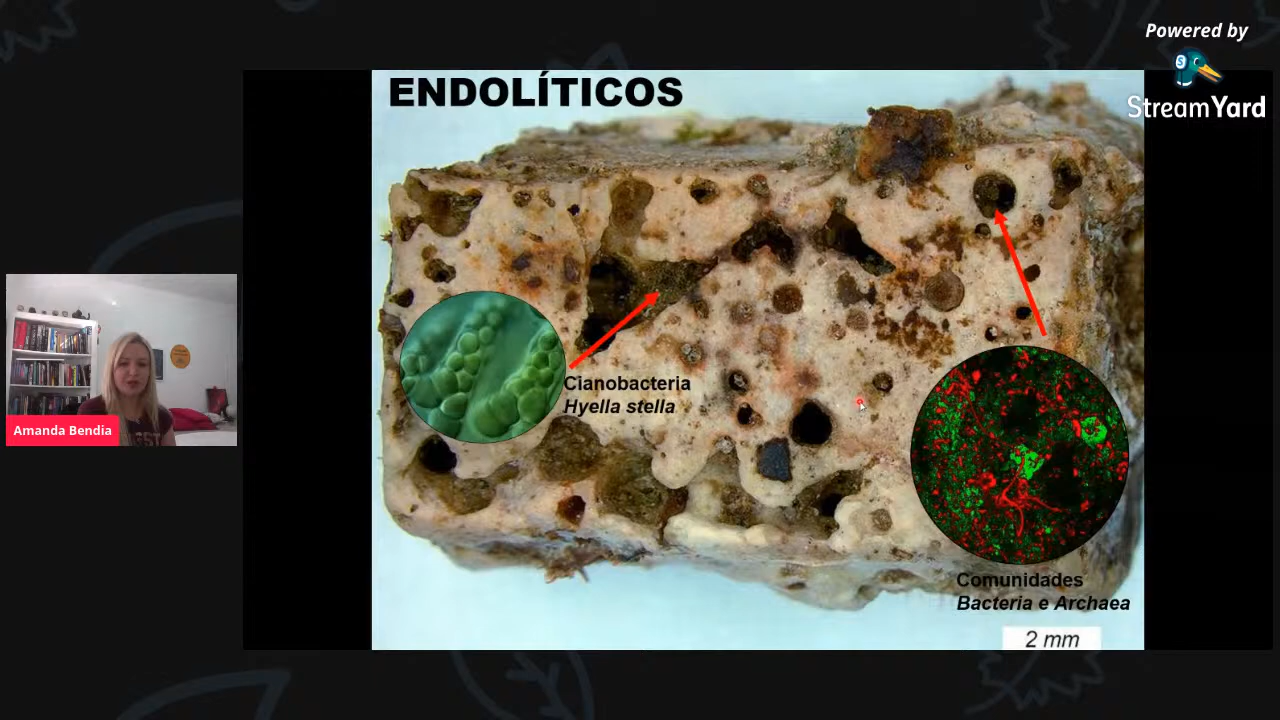 Powered by
StreamYard
ENDOLÍTICOS
Cianobacteria
Hyella stella
Amanda Bendia
Comunidades
Bacteria e Archaea
2 mm